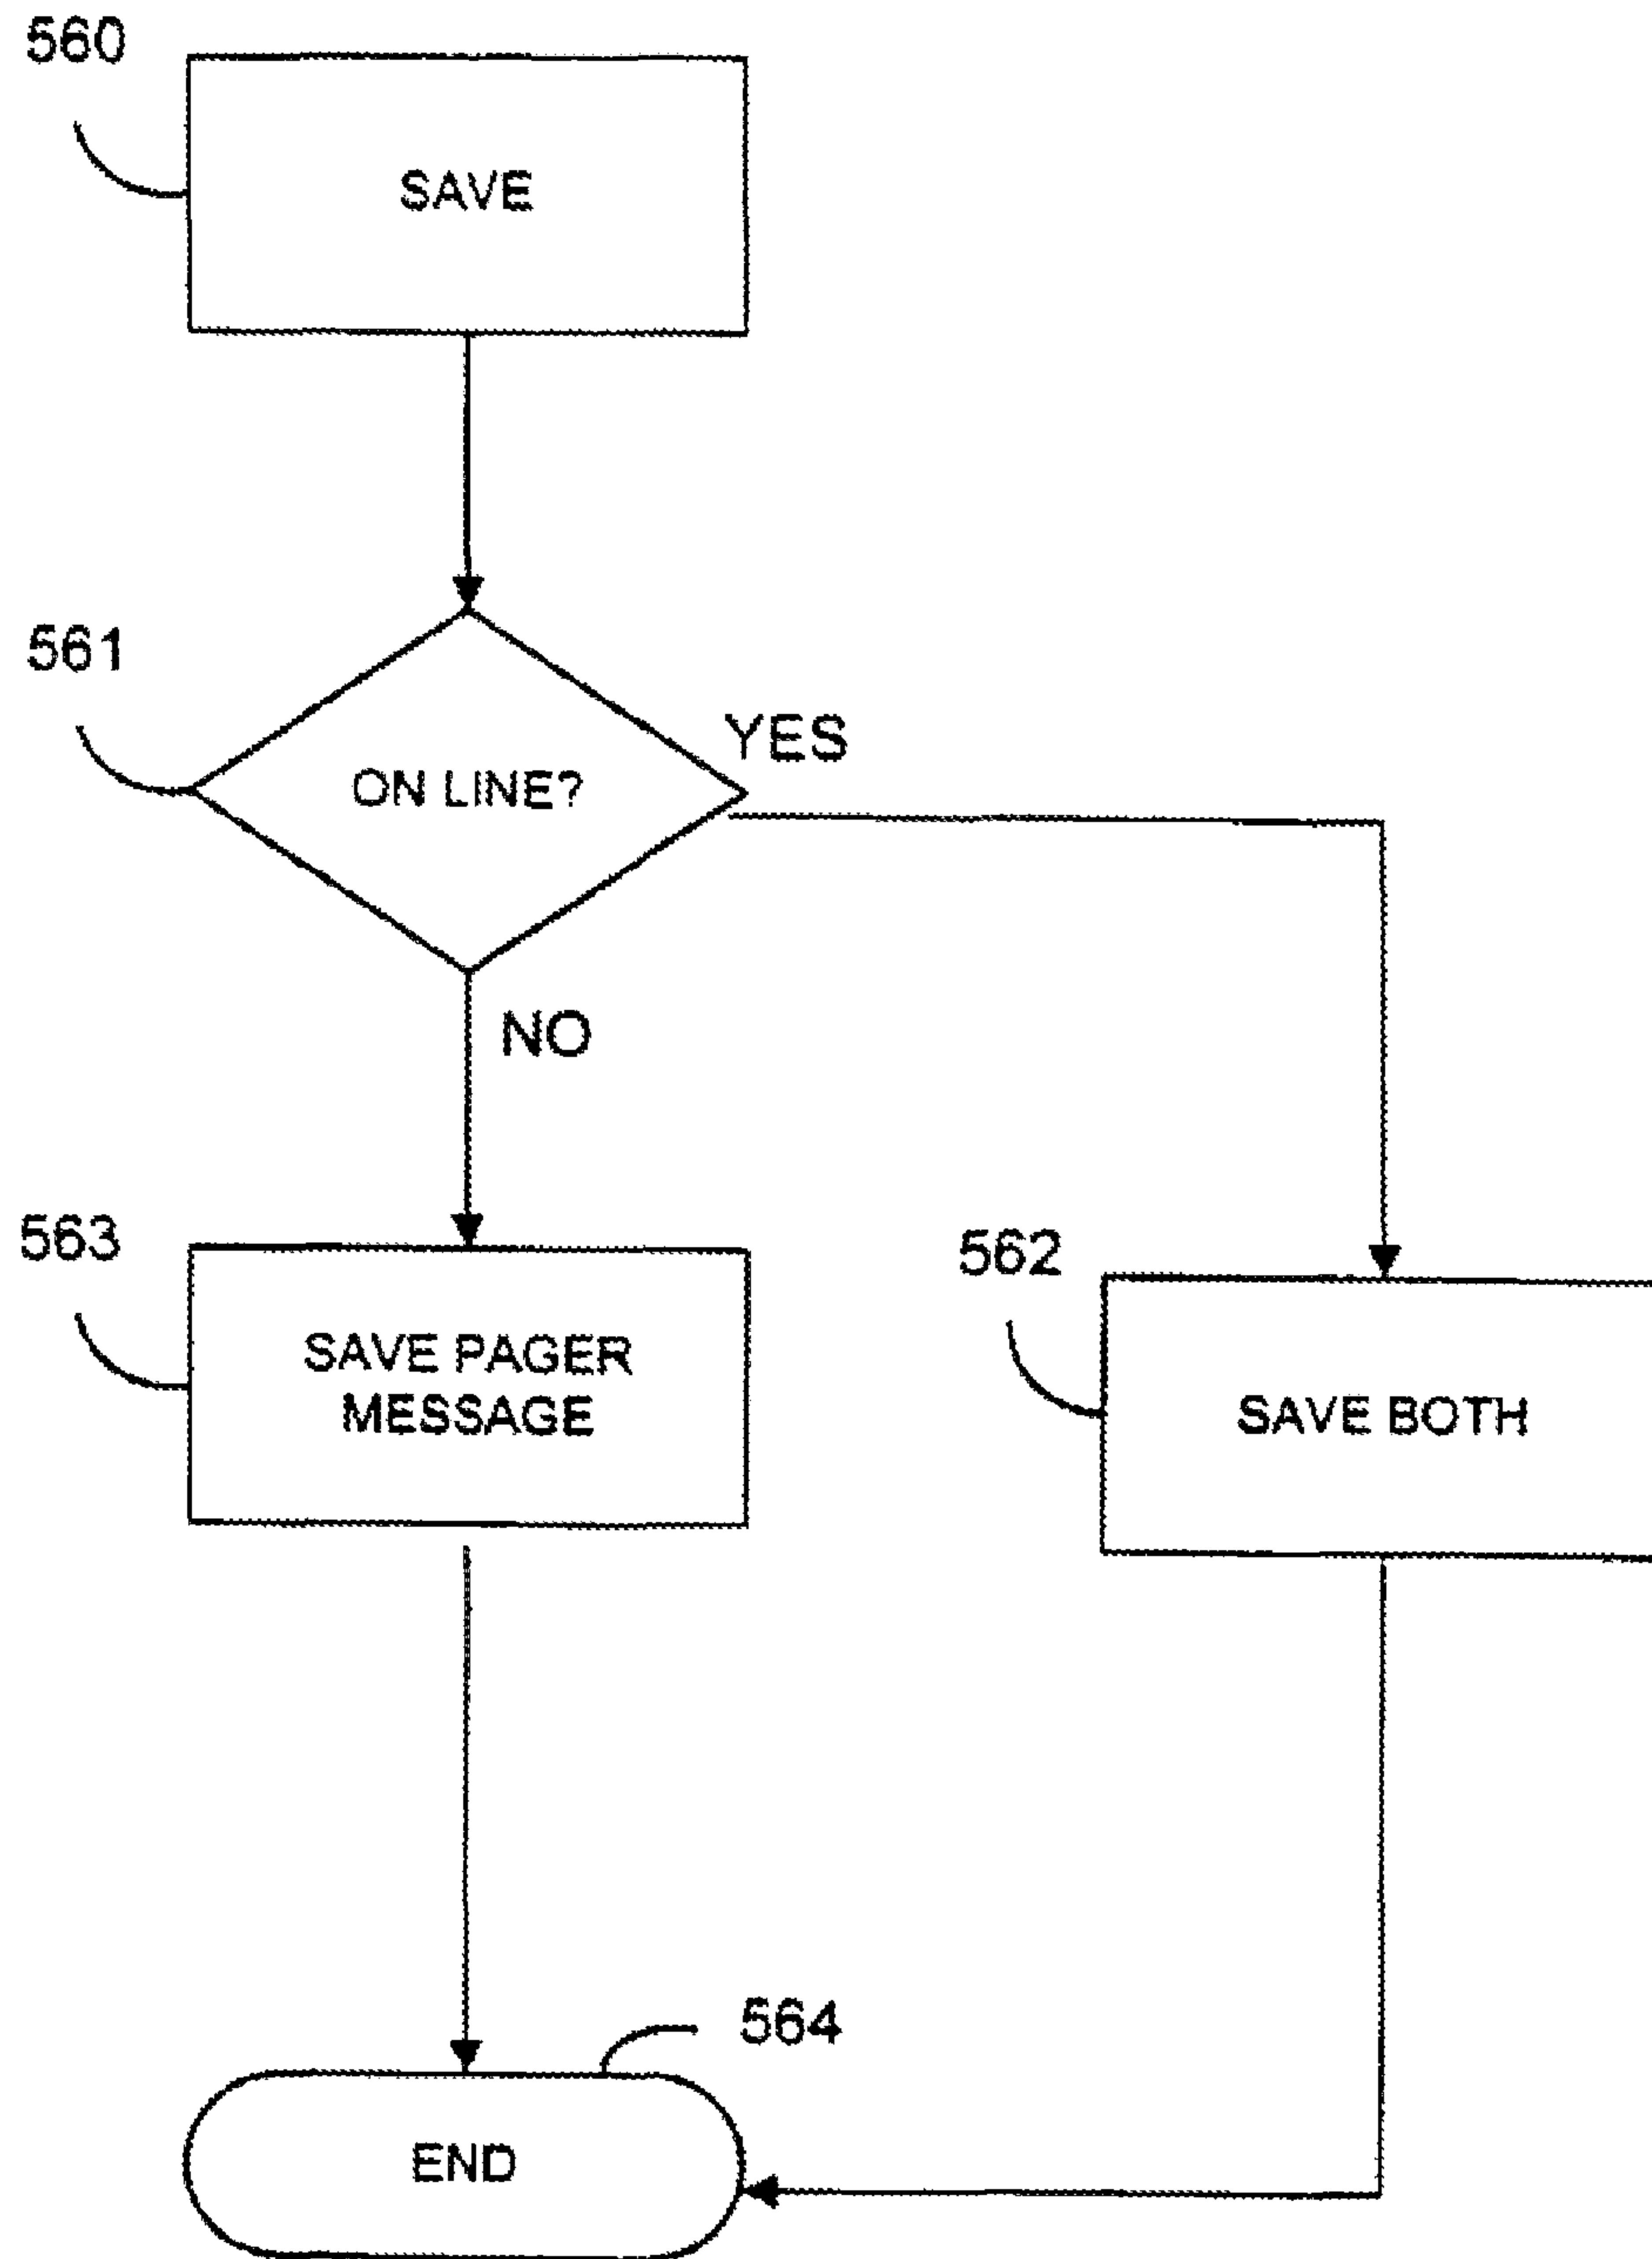 560
SAVE
561
ON LINE?
YES
NO
563
SAVE PAGER
MESSAGE
562
SAVE BOTH
564
END